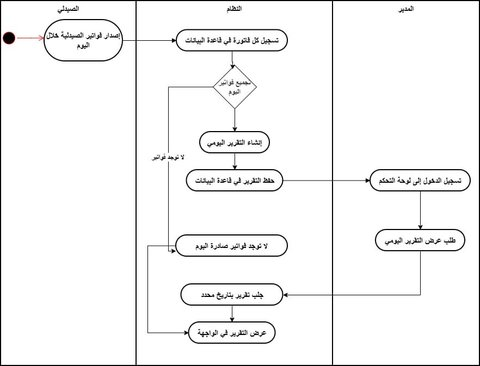 الصيدلي
النظام
المدير
إصدار فواتير الصيدلية خلال
اليوم
تسجيل كل فاتورة في قاعدة البيانات
تجميع فواتير
اليوم
لا توجد فواتير
إنشاء التقرير اليومي
حفظ التقرير في قاعدة البيانات
تسجيل الدخول إلى لوحة التحكم
لا توجد فواتير صادرة اليوم
طلب عرض التقرير اليومي
جلب تقرير بتاريخ محدد
عرض التقرير في الواجهة